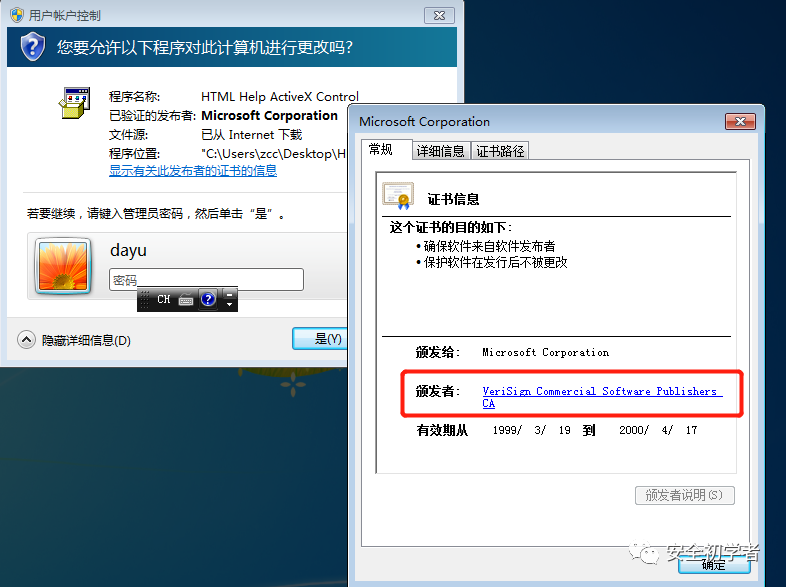 用户帐户控制
您要允许以下程序对此计算机进行更改吗?
程序名称: HTML Help ActiveX Control
已验证的发布者: Microsoft Corporation
文件源: 已从 Internet 下载
程序位置: "C:\Users\zcc\Desktop\H
显示有关此发布者的证书的信息
若要继续，请键入管理员密码，然后单击“是”。
dayu
密码
CH
隐藏详细信息(D)
是(Y)
Microsoft Corporation
常规 详细信息 证书路径
证书信息
这个证书的目的如下:
• 确保软件来自软件发布者
• 保护软件在发行后不被更改
颁发给: Microsoft Corporation
颁发者: VeriSign Commercial Software Publishers
CA
有效期从 1999/ 3/ 19 到 2000/ 4/ 17
颁发者说明(S)
安全初学者
确定